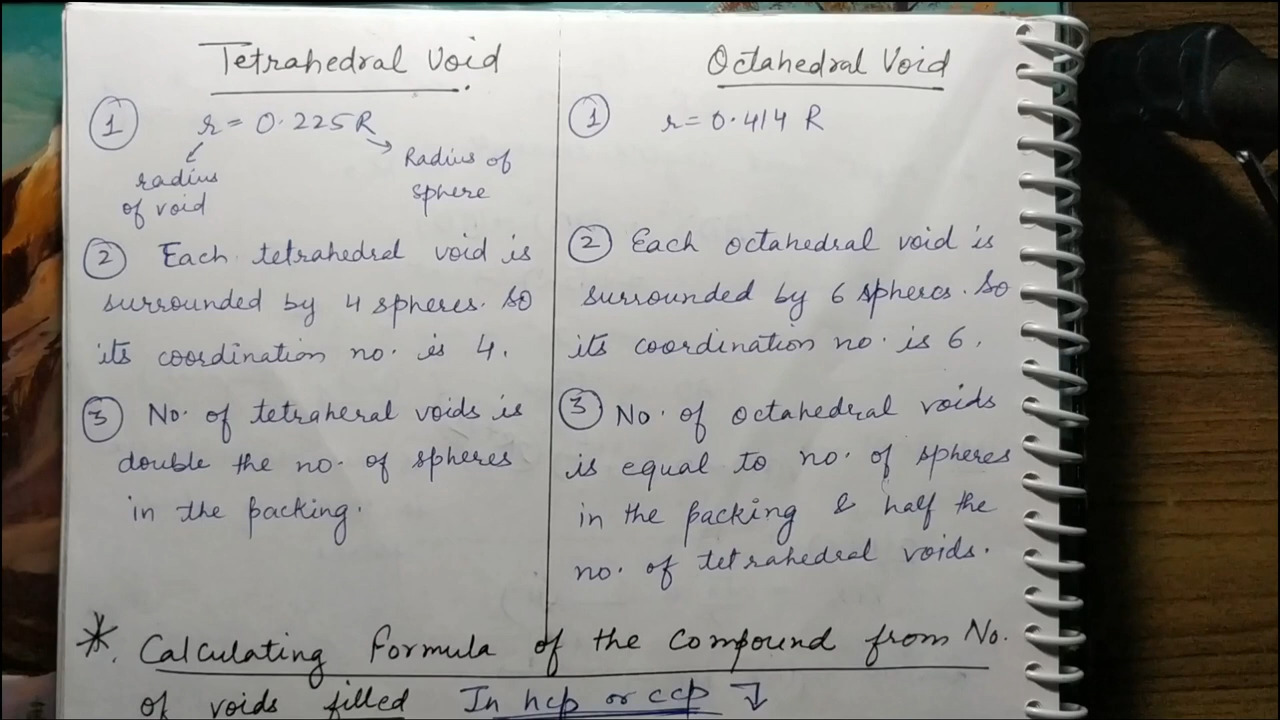 Tetrahedral Void
① r = 0.225R
radius
of void
Radius of
sphere
② Each tetrahedral void is
surrounded by 4 spheres. So
its coordination no. is 4.
③ No. of tetraheral voids is
double the no. of spheres
in the packing.
Octahedral Void
① r = 0.414 R
② Each octahedral void is
surrounded by 6 spheres. So
its coordination no. is 6.
③ No. of octahedral voids
is equal to no. of spheres
in the packing & half the
no. of tetrahedral voids.
*. Calculating Formula of the compound from No.
of voids filled In hcp or ccp ↓